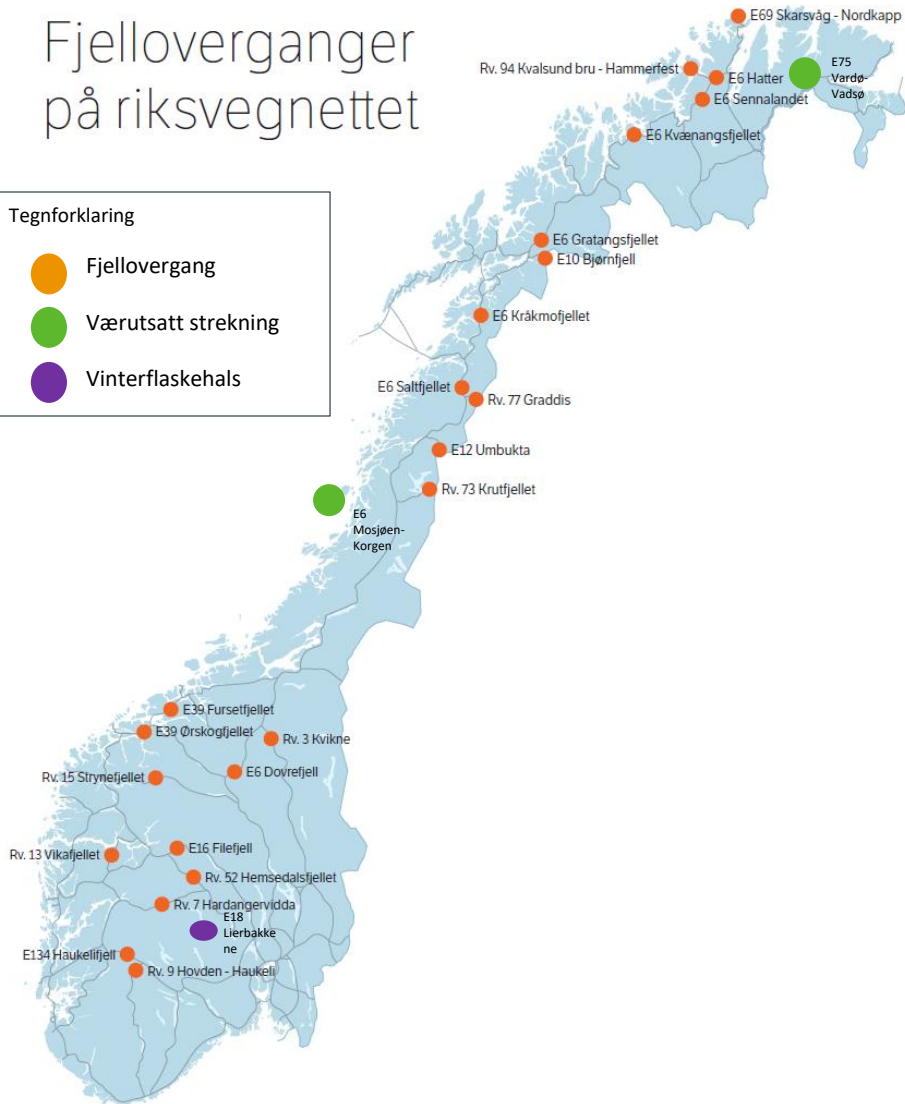 Fjelloverganger
på riksvegnettet
Tegnforklaring
Fjellovergang
Værutsatt strekning
Vinterflaskehals
E69 Skarsvåg - Nordkapp
Rv. 94 Kvalsund bru - Hammerfest
E6 Hatter
E75
Vardø-
Vadsø
E6 Sennalandet
E6 Kvænangsfjellet
E6 Gratangsfjellet
E10 Bjørnfjell
E6 Kråkmofjellet
E6 Saltfjellet
Rv. 77 Graddis
E12 Umbukta
Rv. 73 Krutfjellet
E6
Mosjøen-
Korgen
E39 Fursetfjellet
E39 Ørskogfjellet
Rv. 3 Kvikne
E6 Dovrefjell
Rv. 15 Strynefjellet
E16 Filefjell
Rv. 13 Vikafjellet
Rv. 52 Hemsedalsfjellet
Rv. 7 Hardangervidda
E18
Lierbakke
ne
E134 Haukelifjell
Rv. 9 Hovden - Haukeli